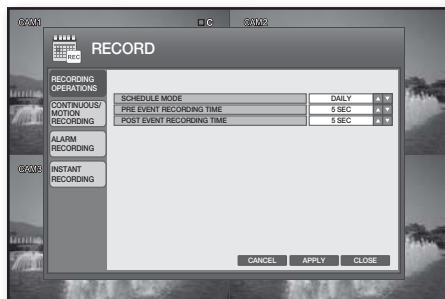 CAM1
C
CAM2
REC
RECORD
RECORDING
OPERATIONS
SCHEDULE MODE DAILY
PRE EVENT RECORDING TIME 5 SEC
POST EVENT RECORDING TIME 5 SEC
CONTINUOUS/
MOTION
RECORDING
ALARM
RECORDING
CAM3
INSTANT
RECORDING
CANCEL APPLY CLOSE